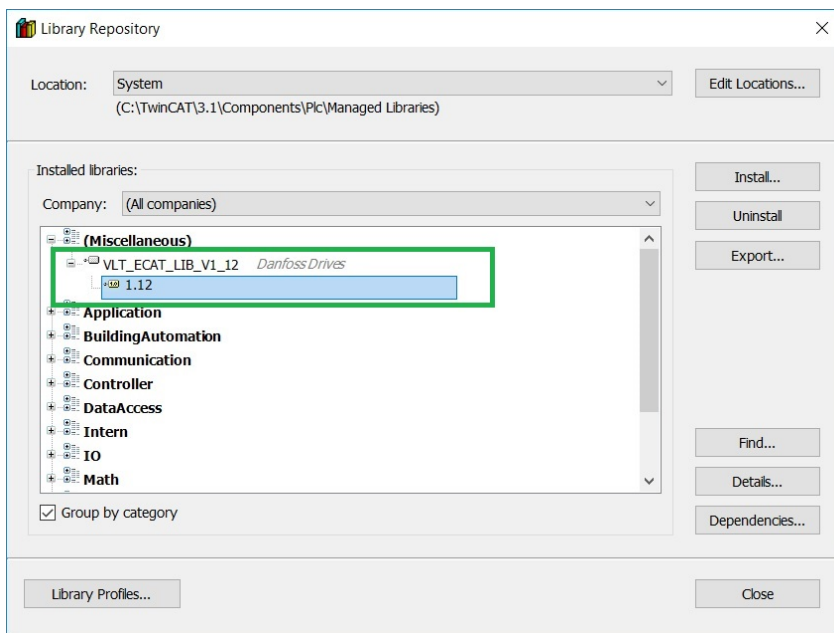 Library Repository
Location: System Edit Locations...
(C:\TwinCAT\3.1\Components\Plc\Managed Libraries)
Installed libraries:
Install...
Company: (All companies)
Uninstall
(Miscellaneous)
Export...
VLT_ECAT_LIB_V1_12 Danfoss Drives
1.12
Application
BuildingAutomation
Communication
Controller
DataAccess
Intern
Find...
IO
Math
Details...
Group by category
Dependencies...
Library Profiles... Close